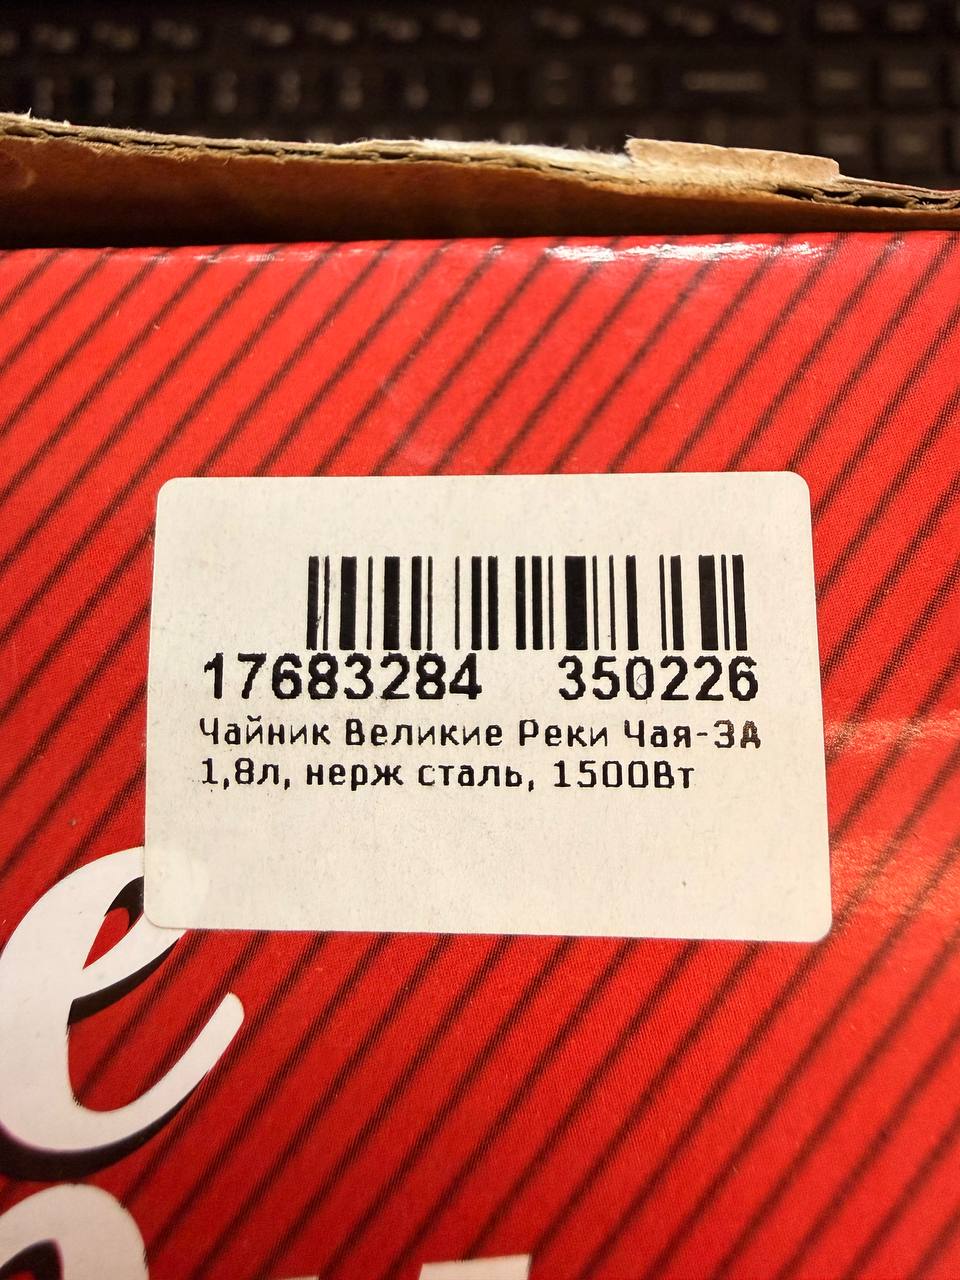 17683284 350226
Чайник Великие Реки Чая-3А
1,8л, нерж сталь, 1500Вт
е